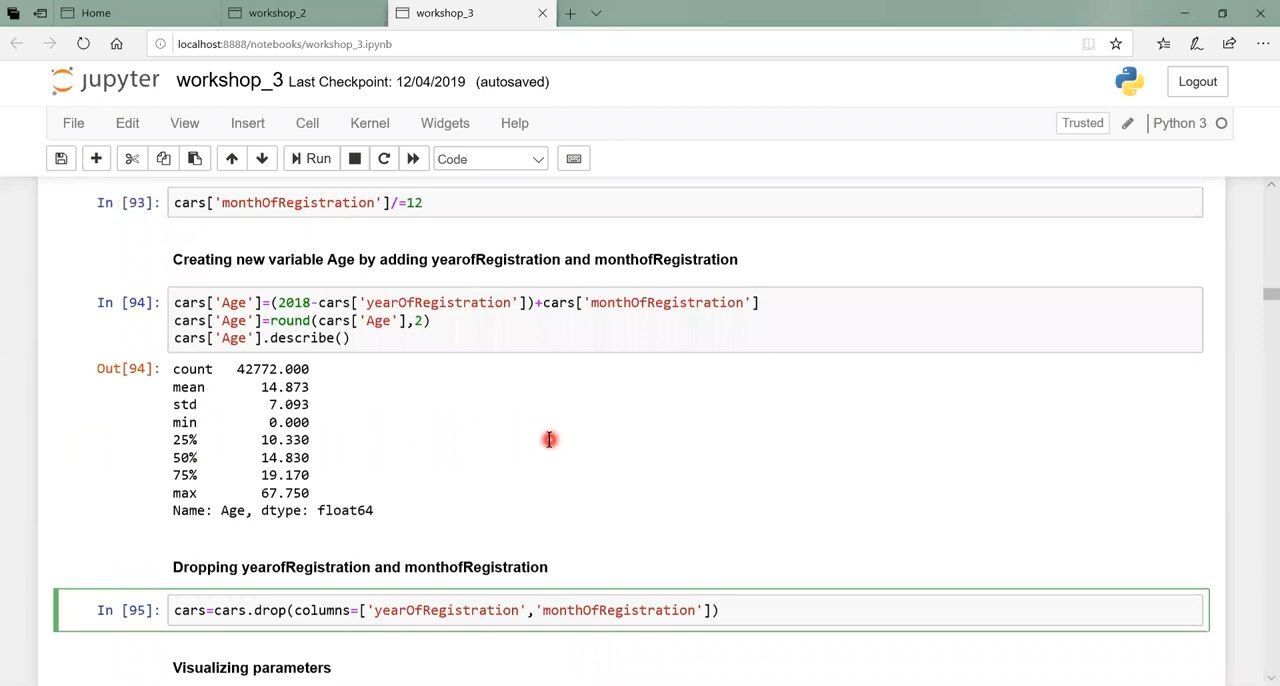 Home
workshop_2
workshop_3
localhost:8888/notebooks/workshop_3.ipynb
jupyter workshop_3 Last Checkpoint: 12/04/2019 (autosaved)
Logout
File Edit View Insert Cell Kernel Widgets Help
Trusted
Python 3
Run
Code
In [93]: cars['monthOfRegistration']/=12
Creating new variable Age by adding yearofRegistration and monthofRegistration
In [94]: cars['Age']=(2018-cars['yearOfRegistration'])+cars['monthOfRegistration']
cars['Age']=round(cars['Age'],2)
cars['Age'].describe()
Out[94]: count 42772.000
mean 14.873
std 7.093
min 0.000
25% 10.330
50% 14.830
75% 19.170
max 67.750
Name: Age, dtype: float64
Dropping yearofRegistration and monthofRegistration
In [95]: cars=cars.drop(columns=['yearOfRegistration','monthOfRegistration'])
Visualizing parameters